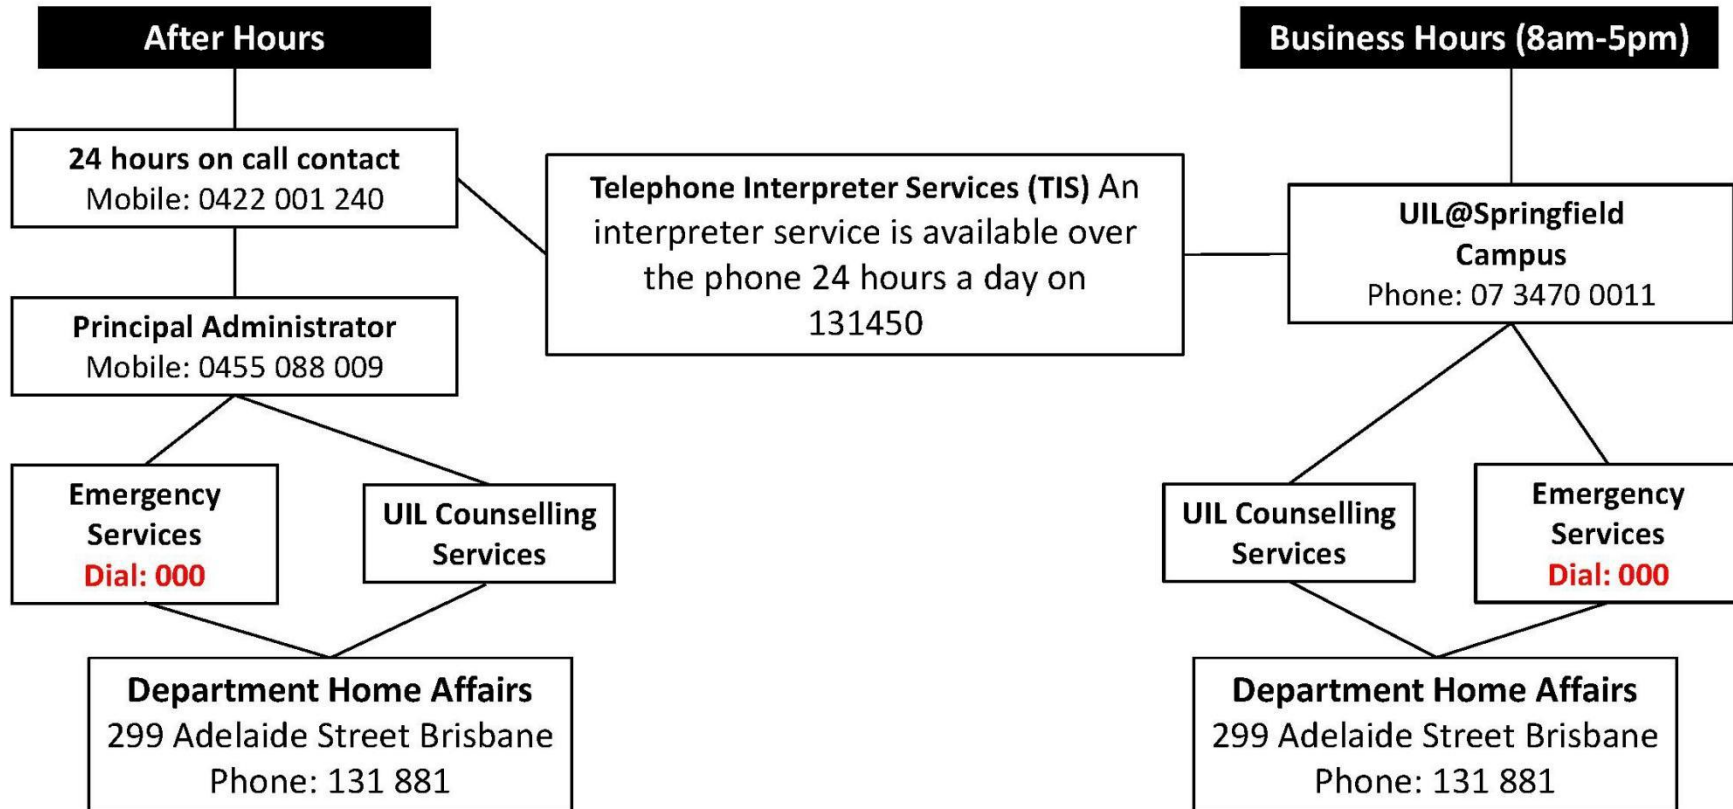 After Hours
Business Hours (8am-5pm)
24 hours on call contact
Mobile: 0422 001 240
Telephone Interpreter Services (TIS) An
interpreter service is available over
the phone 24 hours a day on
131450
UIL@Springfield
Campus
Phone: 07 3470 0011
Principal Administrator
Mobile: 0455 088 009
Emergency
Services
Dial: 000
UIL Counselling
Services
UIL Counselling
Services
Emergency
Services
Dial: 000
Department Home Affairs
299 Adelaide Street Brisbane
Phone: 131 881
Department Home Affairs
299 Adelaide Street Brisbane
Phone: 131 881